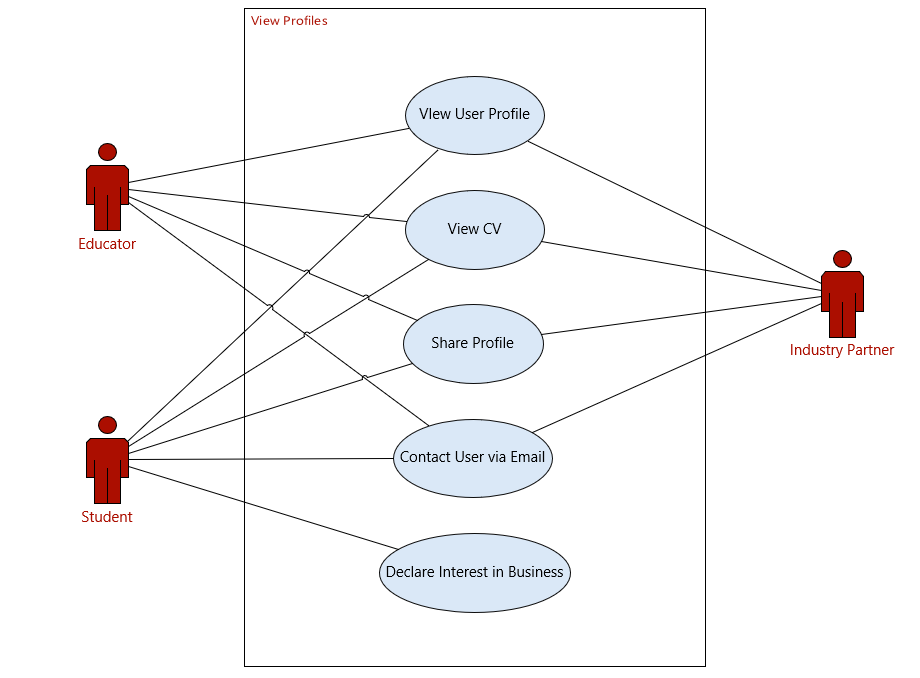 View Profiles
VIew User Profile
Educator
View CV
Industry Partner
Share Profile
Contact User via Email
Student
Declare Interest in Business